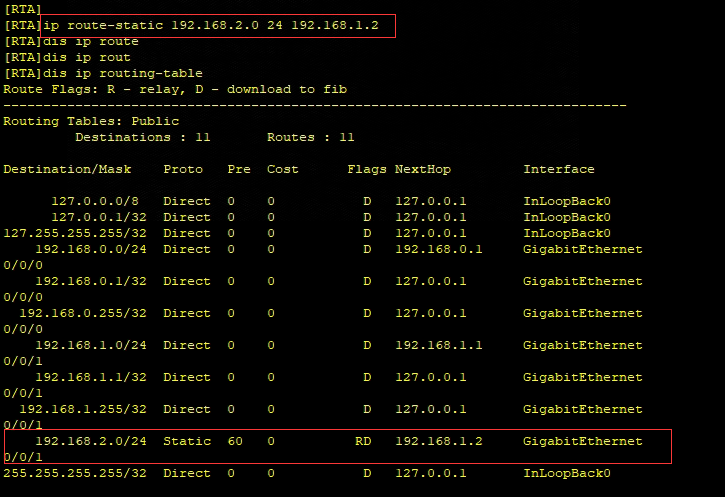 [RTA]
[RTA]ip route-static 192.168.2.0 24 192.168.1.2
[RTA]dis ip route
[RTA]dis ip rout
[RTA]dis ip routing-table
Route Flags: R - relay, D - download to fib
------------------------------------------------------------------------------
Routing Tables: Public
         Destinations : 11       Routes : 11
Destination/Mask    Proto   Pre  Cost      Flags NextHop         Interface
      127.0.0.0/8   Direct  0    0           D   127.0.0.1       InLoopBack0
      127.0.0.1/32  Direct  0    0           D   127.0.0.1       InLoopBack0
127.255.255.255/32  Direct  0    0           D   127.0.0.1       InLoopBack0
    192.168.0.0/24  Direct  0    0           D   192.168.0.1     GigabitEthernet
0/0/0
    192.168.0.1/32  Direct  0    0           D   127.0.0.1       GigabitEthernet
0/0/0
  192.168.0.255/32  Direct  0    0           D   127.0.0.1       GigabitEthernet
0/0/0
    192.168.1.0/24  Direct  0    0           D   192.168.1.1     GigabitEthernet
0/0/1
    192.168.1.1/32  Direct  0    0           D   127.0.0.1       GigabitEthernet
0/0/1
  192.168.1.255/32  Direct  0    0           D   127.0.0.1       GigabitEthernet
0/0/1
    192.168.2.0/24  Static  60   0          RD   192.168.1.2     GigabitEthernet
0/0/1
255.255.255.255/32  Direct  0    0           D   127.0.0.1       InLoopBack0